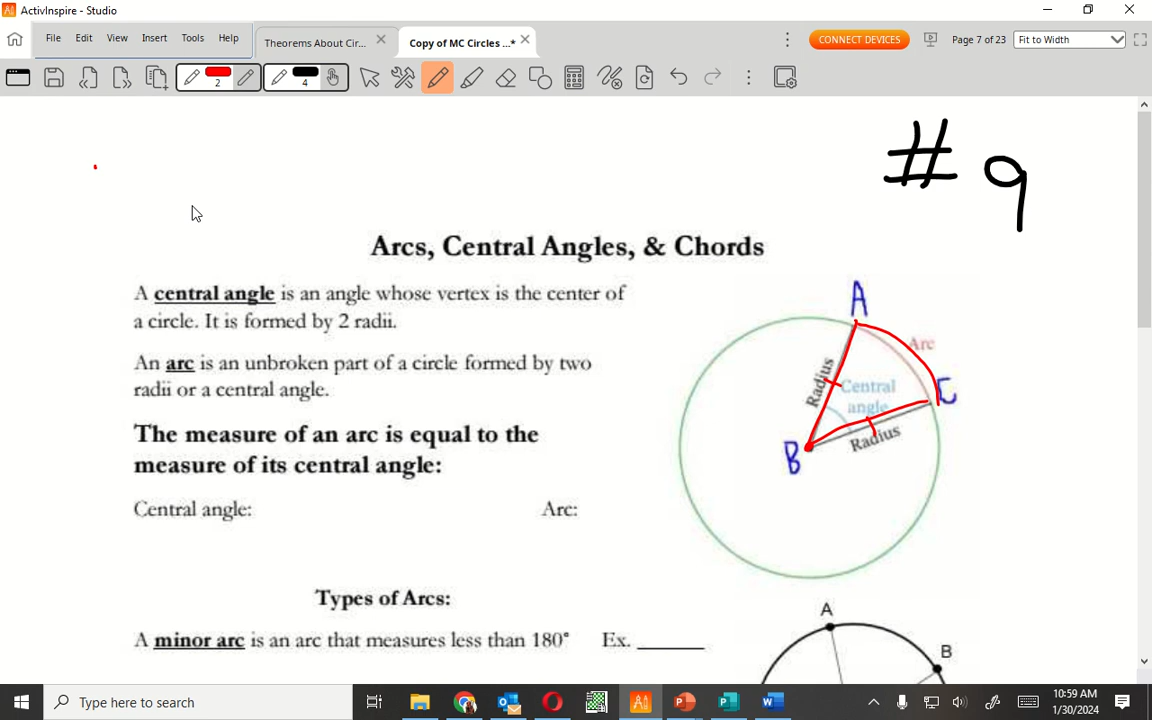 ActivInspire - Studio
File Edit View Insert Tools Help
Theorems About Cir...
Copy of MC Circles ...*
CONNECT DEVICES
Page 7 of 23
Fit to Width
2
4
# 9
Arcs, Central Angles, & Chords
A central angle is an angle whose vertex is the center of
a circle. It is formed by 2 radii.
An arc is an unbroken part of a circle formed by two
radii or a central angle.
The measure of an arc is equal to the
measure of its central angle:
Central angle:
Arc:
A
Arc
C
Radius
Central
angle
Radius
B
Types of Arcs:
A minor arc is an arc that measures less than 180° Ex. ______
A
B
Type here to search
10:59 AM
1/30/2024